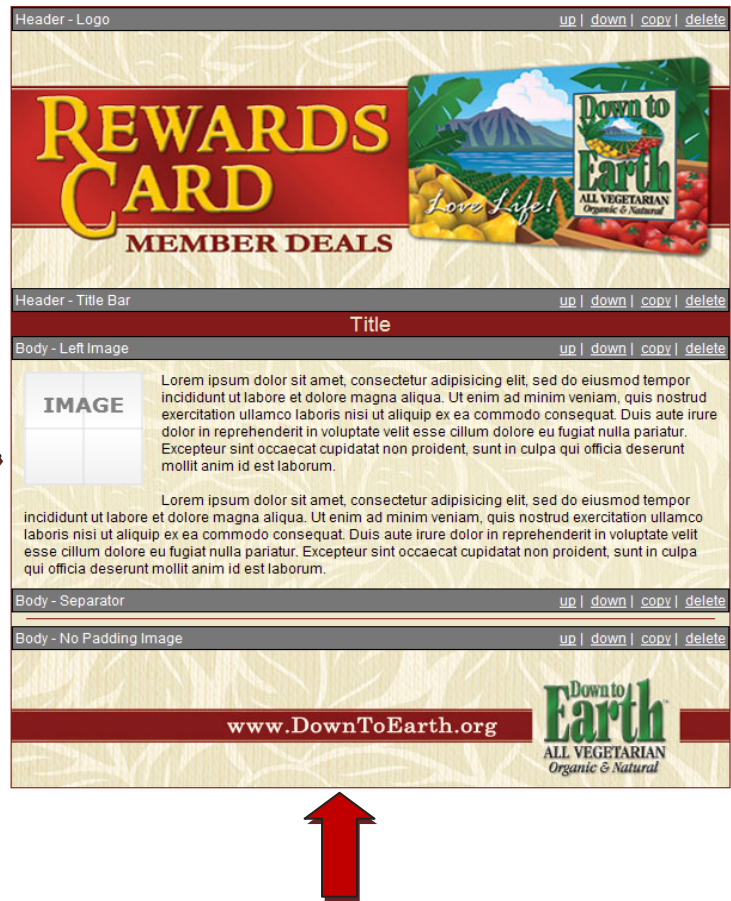 Header - Logo up | down | copy | delete
REWARDS
CARD
MEMBER DEALS
Love Life!
Down to
Earth
ALL VEGETARIAN
Organic & Natural
Header - Title Bar up | down | copy | delete
Title
Body - Left Image up | down | copy | delete
IMAGE
Lorem ipsum dolor sit amet, consectetur adipisicing elit, sed do eiusmod tempor
incididunt ut labore et dolore magna aliqua. Ut enim ad minim veniam, quis nostrud
exercitation ullamco laboris nisi ut aliquip ex ea commodo consequat. Duis aute irure
dolor in reprehenderit in voluptate velit esse cillum dolore eu fugiat nulla pariatur.
Excepteur sint occaecat cupidatat non proident, sunt in culpa qui officia deserunt
mollit anim id est laborum.
Lorem ipsum dolor sit amet, consectetur adipisicing elit, sed do eiusmod tempor
incididunt ut labore et dolore magna aliqua. Ut enim ad minim veniam, quis nostrud exercitation ullamco
laboris nisi ut aliquip ex ea commodo consequat. Duis aute irure dolor in reprehenderit in voluptate velit
esse cillum dolore eu fugiat nulla pariatur. Excepteur sint occaecat cupidatat non proident, sunt in culpa
qui officia deserunt mollit anim id est laborum.
Body - Separator up | down | copy | delete
Body - No Padding Image up | down | copy | delete
www.DownToEarth.org
Down to
Earth
ALL VEGETARIAN
Organic & Natural